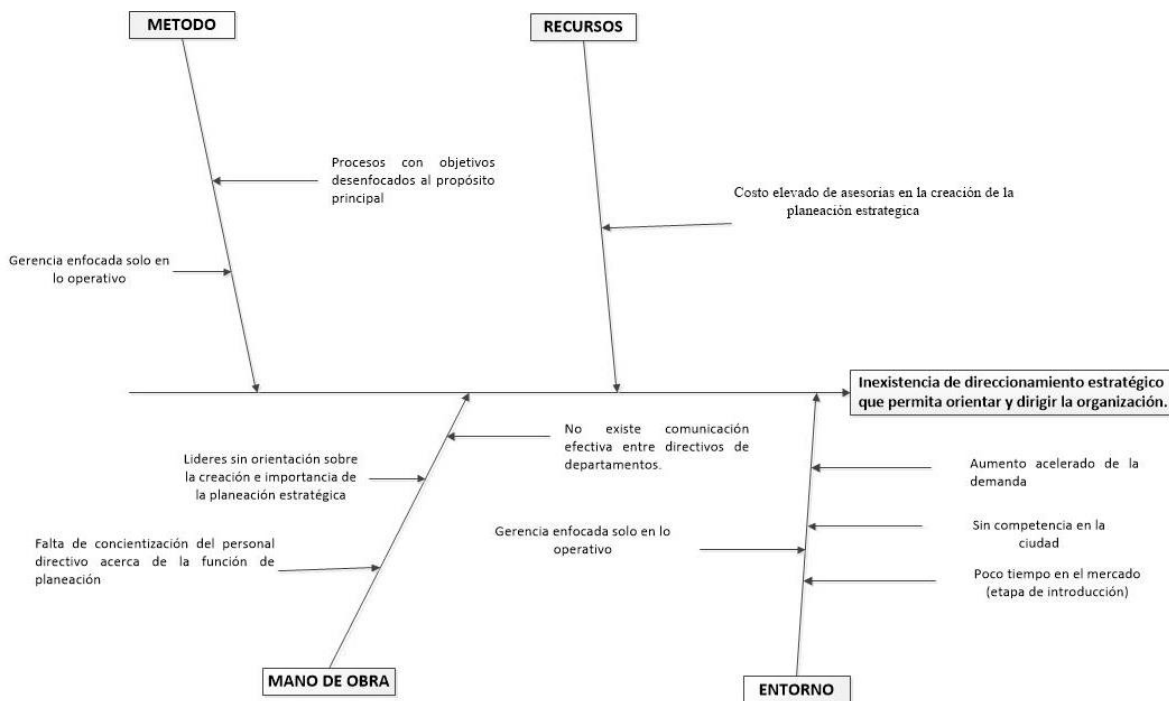 METODO
RECURSOS
Procesos con objetivos
desenfocados al propósito
principal
Costo elevado de asesorias en la creación de la
planeación estrategica
Gerencia enfocada solo en
lo operativo
Inexistencia de direccionamiento estratégico
que permita orientar y dirigir la organización.
No existe comunicación
efectiva entre directivos de
departamentos.
Lideres sin orientación sobre
la creación e importancia de
la planeación estratégica
Aumento acelerado de la
demanda
Gerencia enfocada solo en lo
operativo
Sin competencia en la
ciudad
Falta de concientización del personal
directivo acerca de la función de
planeación
Poco tiempo en el mercado
(etapa de introducción)
MANO DE OBRA
ENTORNO